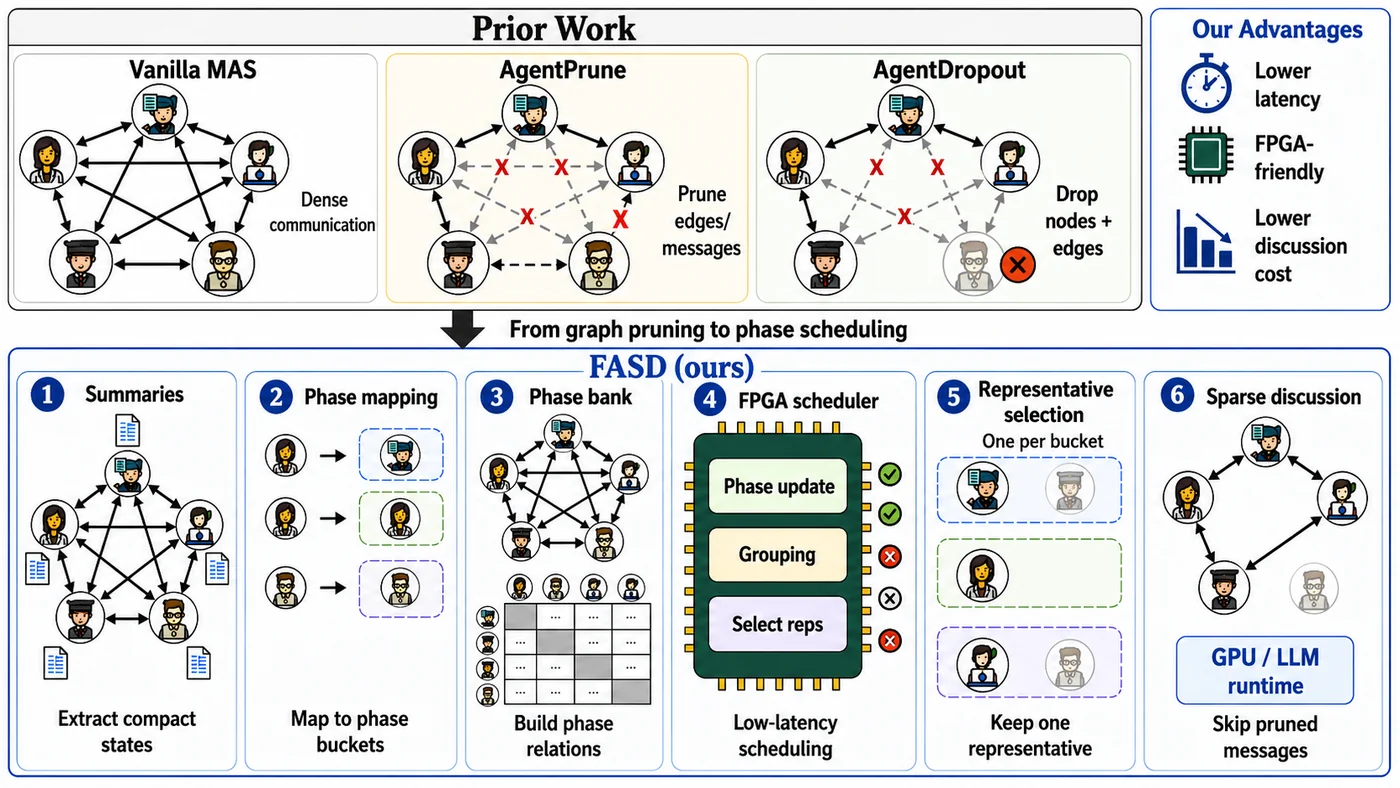 Prior Work
Vanilla MAS
Dense
communication
AgentPrune
X
X
X
X
Prune
edges/
messages
AgentDropout
X
X
X
Drop
nodes +
edges
Our Advantages
Lower
latency
FPGA-
friendly
Lower
discussion
cost
From graph pruning to phase scheduling
FASD (ours)
1
Summaries
Extract compact
states
2
Phase mapping
Map to phase
buckets
3
Phase bank
... ... ...
... ... ...
... ... ...
... ... ...
Build phase
relations
4
FPGA scheduler
Phase update
Grouping
Select reps
Low-latency
scheduling
5
Representative
selection
One per bucket
Keep one
representative
6
Sparse discussion
GPU / LLM
runtime
Skip pruned
messages